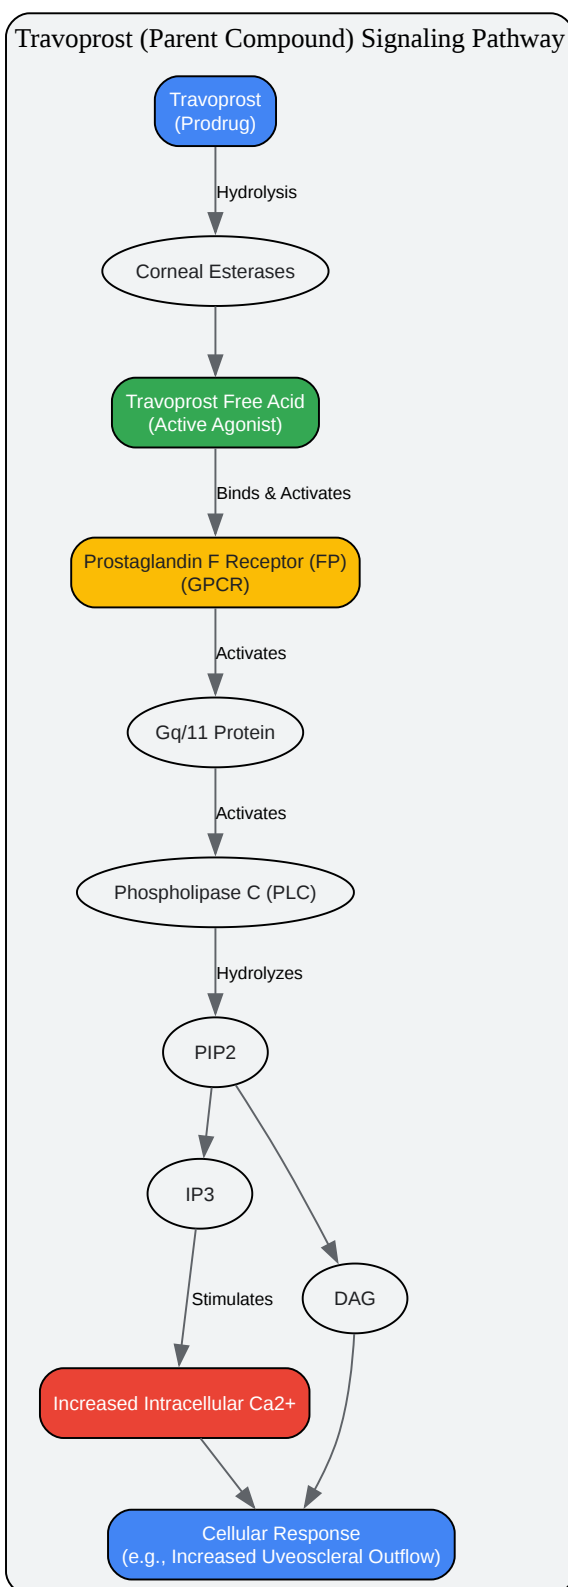 Travoprost (Parent Compound) Signaling Pathway
Travoprost
(Prodrug)
Hydrolysis
Corneal Esterases
Travoprost Free Acid
(Active Agonist)
Binds & Activates
Prostaglandin F Receptor (FP)
(GPCR)
Activates
Gq/11 Protein
Activates
Phospholipase C (PLC)
Hydrolyzes
PIP2
IP3
Stimulates
DAG
Increased Intracellular Ca2+
Cellular Response
(e.g., Increased Uveoscleral Outflow)